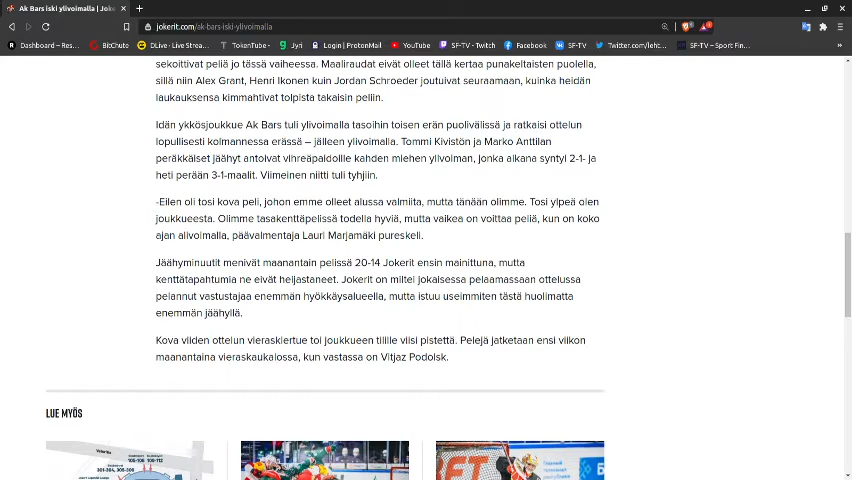 Ak Bars iski ylivoimalla | Joke
jokerit.com/ak-bars-iski-ylivoimalla
Dashboard – Res... BitChute DLive · Live Strea... TokenTube - Jyri Login | ProtonMail YouTube SF-TV - Twitch Facebook SF-TV Twitter.com/leht... SF-TV – Sport Fin...
sekoittivat peliä jo tässä vaiheessa. Maaliraudat eivät olleet tällä kertaa punakeltaisten puolella,
sillä niin Alex Grant, Henri Ikonen kuin Jordan Schroeder joutuivat seuraamaan, kuinka heidän
laukauksensa kimmahtivat tolpista takaisin peliin.
Idän ykkösjoukkue Ak Bars tuli ylivoimalla tasoihin toisen erän puolivälissä ja ratkaisi ottelun
lopullisesti kolmannessa erässä – jälleen ylivoimalla. Tommi Kivistön ja Marko Anttilan
peräkkäiset jäähyt antoivat vihreäpaidoille kahden miehen ylivoiman, jonka aikana syntyi 2-1- ja
heti perään 3-1-maalit. Viimeinen niitti tuli tyhjiin.
-Eilen oli tosi kova peli, johon emme olleet alussa valmiita, mutta tänään olimme. Tosi ylpeä olen
joukkueesta. Olimme tasakenttäpelissä todella hyviä, mutta vaikea on voittaa peliä, kun on koko
ajan alivoimalla, päävalmentaja Lauri Marjamäki pureskeli.
Jäähyminuutit menivät maanantain pelissä 20-14 Jokerit ensin mainittuna, mutta
kenttätapahtumia ne eivät heijastaneet. Jokerit on miltei jokaisessa pelaamassaan ottelussa
pelannut vastustajaa enemmän hyökkäysalueella, mutta istuu useimmiten tästä huolimatta
enemmän jäähyllä.
Kova viiden ottelun vieraskiertue toi joukkueen tilille viisi pistettä. Pelejä jatketaan ensi viikon
maanantaina vieraskaukalossa, kun vastassa on Vitjaz Podolsk.
LUE MYÖS